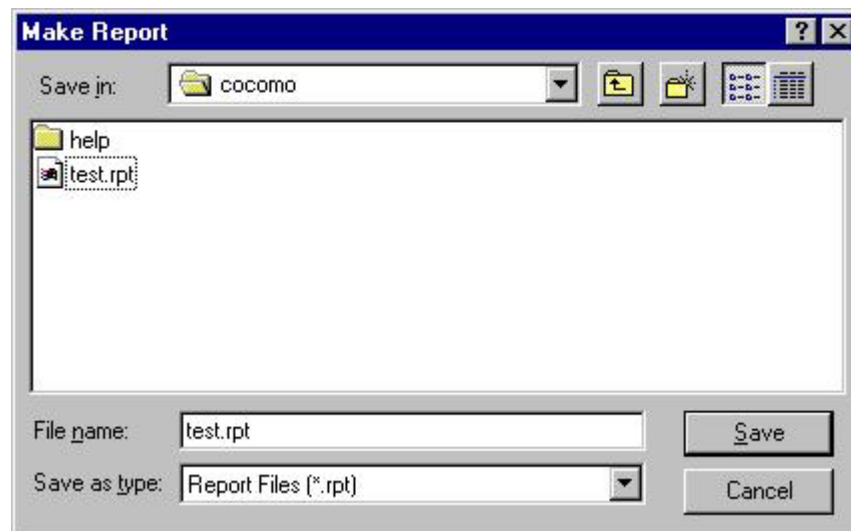 Make Report
Save in: cocomo
help
test.rpt
File name: test.rpt Save
Save as type: Report Files (*.rpt) Cancel